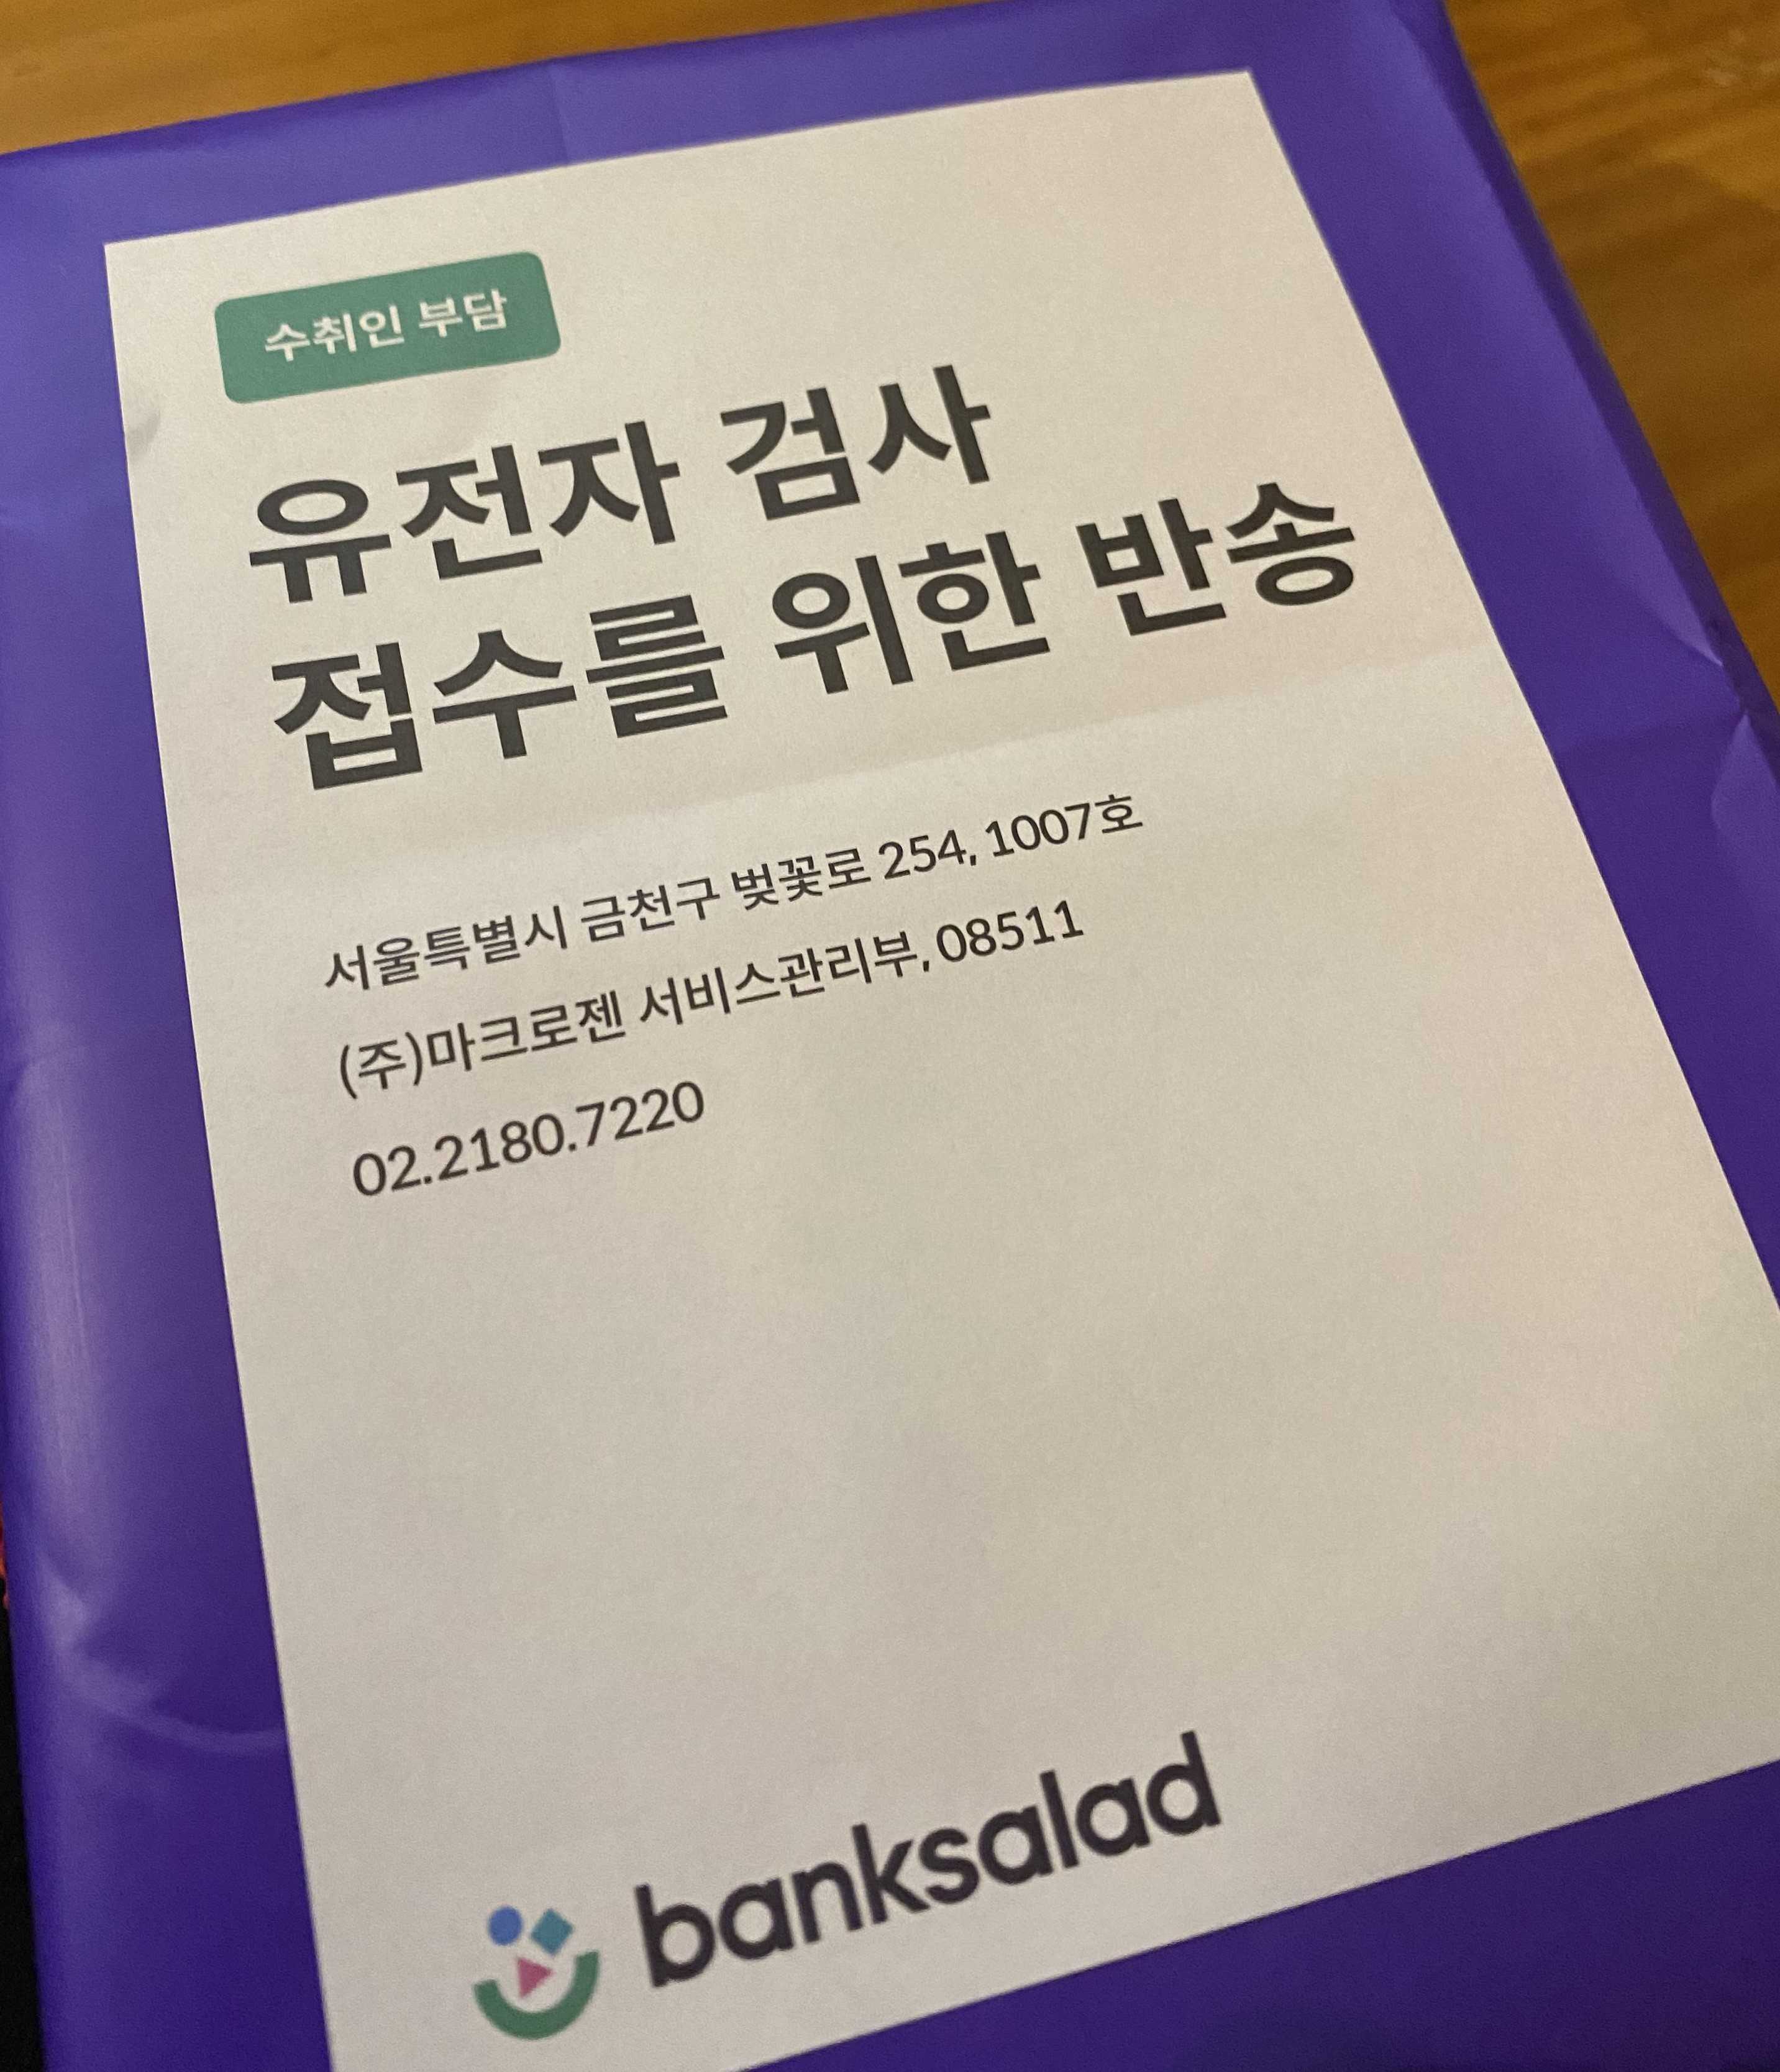 수취인 부담
유전자 검사
접수를 위한 반송
서울특별시 금천구 벚꽃로 254, 1007호
(주)마크로젠 서비스관리부, 08511
02.2180.7220
banksalad